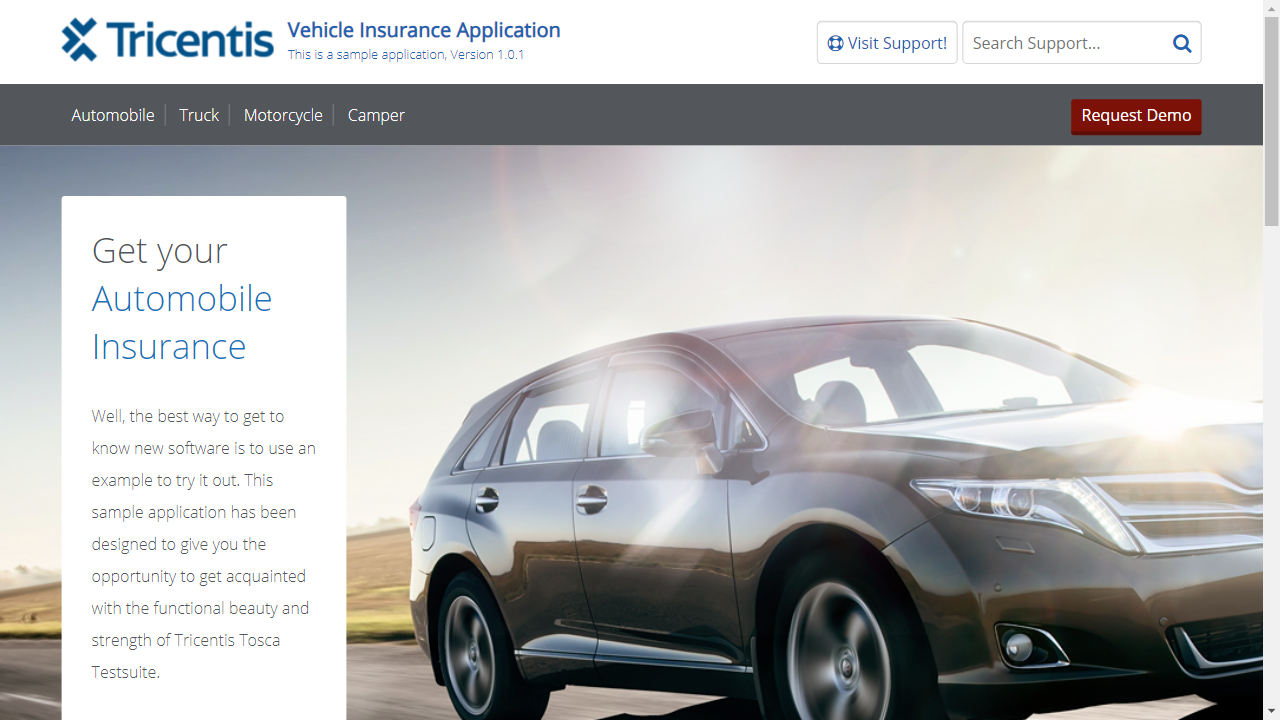 Tricentis
Vehicle Insurance Application
This is a sample application, Version 1.0.1
Visit Support!
Search Support...
Automobile
Truck
Motorcycle
Camper
Request Demo
Get your
Automobile
Insurance
Well, the best way to get to
know new software is to use an
example to try it out. This
sample application has been
designed to give you the
opportunity to get acquainted
with the functional beauty and
strength of Tricentis Tosca
Testsuite.